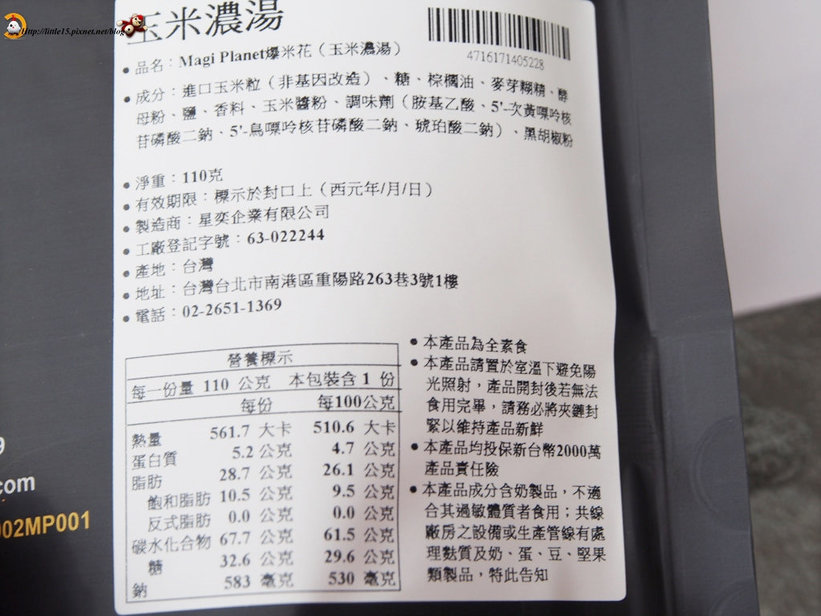 http://little15.pixnet.net/blog
玉米濃湯
4716171405228
• 品名：Magi Planet爆米花（玉米濃湯）
• 成分：進口玉米粒（非基因改造）、糖、棕櫚油、麥芽糊精、酵
母粉、鹽、香料、玉米醬粉、調味劑（胺基乙酸、5'-次黃嘌呤核
苷磷酸二鈉、5'-鳥嘌呤核苷磷酸二鈉、琥珀酸二鈉）、黑胡椒粉
• 淨重：110克
• 有效期限：標示於封口上（西元年/月/日）
• 製造商：星奕企業有限公司
• 工廠登記字號：63-022244
• 產地：台灣
• 地址：台灣台北市南港區重陽路263巷3號1樓
• 電話：02-2651-1369
營養標示
每一份量 110 公克 本包裝含 1 份
每份 每100公克
熱量 561.7 大卡 510.6 大卡
蛋白質 5.2 公克 4.7 公克
脂肪 28.7 公克 26.1 公克
飽和脂肪 10.5 公克 9.5 公克
反式脂肪 0.0 公克 0.0 公克
碳水化合物 67.7 公克 61.5 公克
糖 32.6 公克 29.6 公克
鈉 583 毫克 530 毫克
• 本產品為全素食
• 本產品請置於室溫下避免陽
光照射，產品開封後若無法
食用完畢，請務必將夾鏈封
緊以維持產品新鮮
• 本產品均投保新台幣2000萬
產品責任險
• 本產品成分含奶製品，不適
合其過敏體質者食用；共線
廠房之設備或生產管線有處
理麩質及奶、蛋、豆、堅果
類製品，特此告知
9
com
002MP001